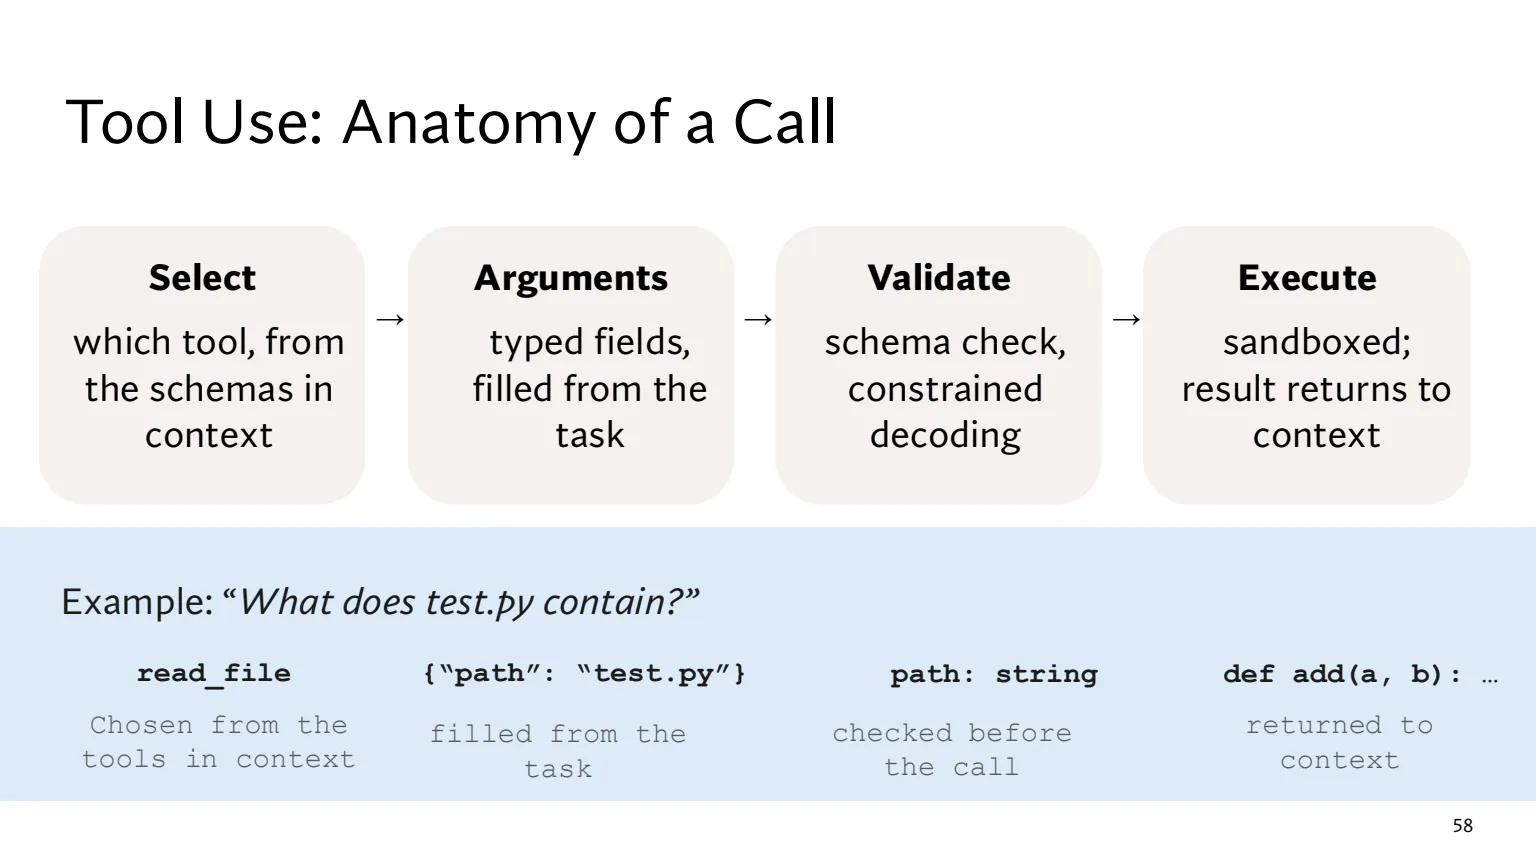 Tool Use: Anatomy of a Call
Select
which tool, from
the schemas in
context
→
Arguments
typed fields,
filled from the
task
→
Validate
schema check,
constrained
decoding
→
Execute
sandboxed;
result returns to
context
Example: “What does test.py contain?”
read_file
Chosen from the
tools in context
{“path”: “test.py”}
filled from the
task
path: string
checked before
the call
def add(a, b): …
returned to
context
58